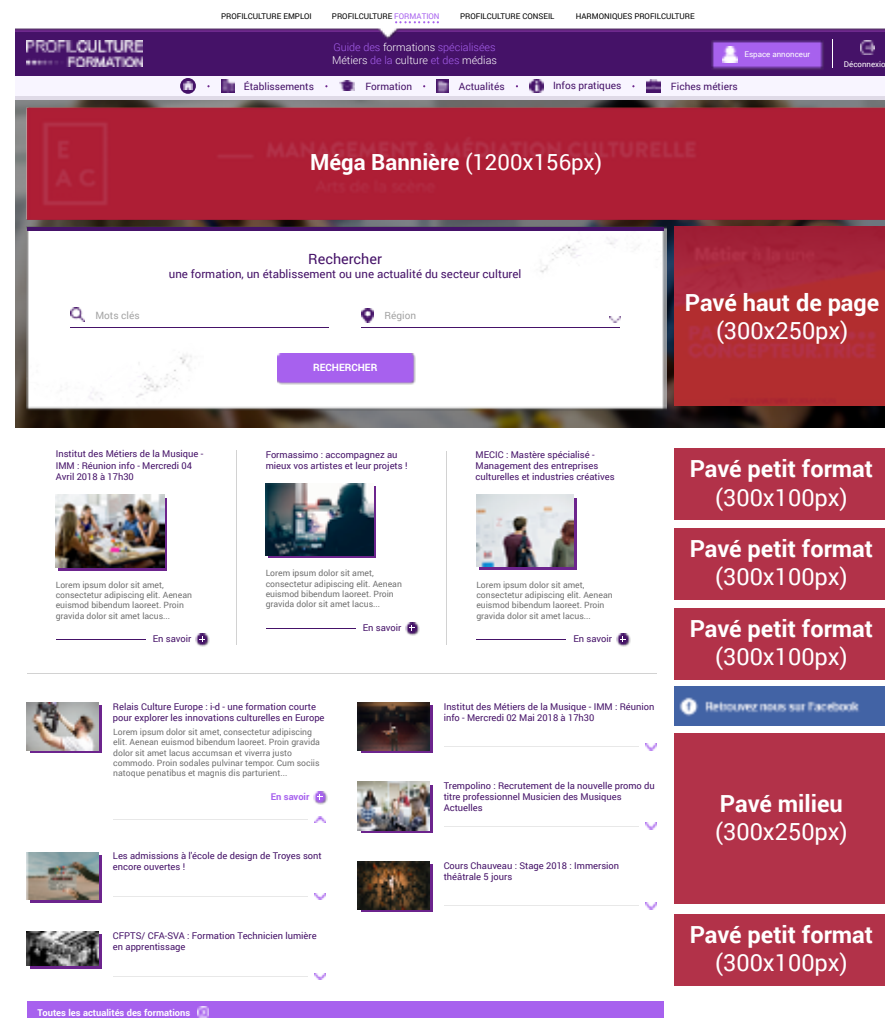 PROFILCULTURE EMPLOI
PROFILCULTURE FORMATION
PROFILCULTURE CONSEIL
HARMONIQUES PROFILCULTURE
PROFILCULTURE
FORMATION
Guide des formations spécialisées
Métiers de la culture et des médias
Espace annonceur
Déconnexion
Établissements
Formation
Actualités
Infos pratiques
Fiches métiers
E
A C
MANAGEMENT & MÉDIATION CULTURELLE
Arts de la scène
Méga Bannière (1200x156px)
Rechercher
une formation, un établissement ou une actualité du secteur culturel
Mots clés
Région
RECHERCHER
Métier à la une
Pavé haut de page
(300x250px)
CONCEPTEUR.TRICE
Institut des Métiers de la Musique -
IMM : Réunion info - Mercredi 04
Avril 2018 à 17h30
Lorem ipsum dolor sit amet,
consectetur adipiscing elit. Aenean
euismod bibendum laoreet. Proin
gravida dolor sit amet lacus...
En savoir
Formassimo : accompagnez au
mieux vos artistes et leur projets !
Lorem ipsum dolor sit amet,
consectetur adipiscing elit. Aenean
euismod bibendum laoreet. Proin
gravida dolor sit amet lacus...
En savoir
MECIC : Mastère spécialisé -
Management des entreprises
culturelles et industries créatives
Lorem ipsum dolor sit amet,
consectetur adipiscing elit. Aenean
euismod bibendum laoreet. Proin
gravida dolor sit amet lacus...
En savoir
Pavé petit format
(300x100px)
Pavé petit format
(300x100px)
Pavé petit format
(300x100px)
Retrouvez nous sur Facebook
Pavé milieu
(300x250px)
Pavé petit format
(300x100px)
Relais Culture Europe : i-d - une formation courte
pour explorer les innovations culturelles en Europe
Lorem ipsum dolor sit amet, consectetur adipiscing
elit. Aenean euismod bibendum laoreet. Proin gravida
dolor sit amet lacus accumsan et viverra justo
commodo. Proin sodales pulvinar tempor. Cum sociis
natoque penatibus et magnis dis parturient...
En savoir
Les admissions à l'école de design de Troyes sont
encore ouvertes !
CFPTS/ CFA-SVA : Formation Technicien lumière
en apprentissage
Institut des Métiers de la Musique - IMM : Réunion
info - Mercredi 02 Mai 2018 à 17h30
Trempolino : Recrutement de la nouvelle promo du
titre professionnel Musicien des Musiques
Actuelles
Cours Chauveau : Stage 2018 : Immersion
théâtrale 5 jours
Toutes les actualités des formations